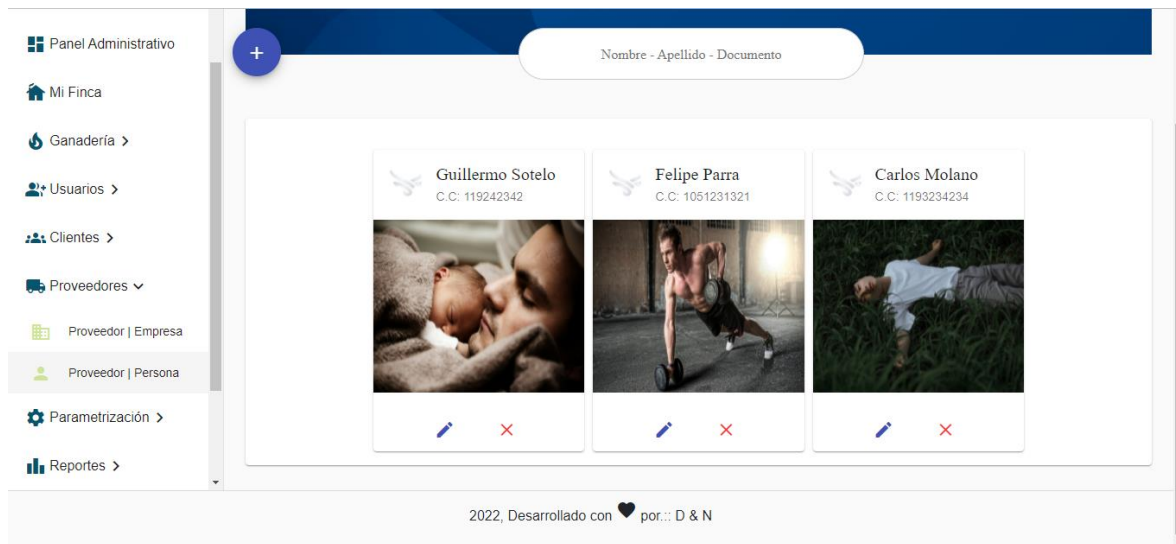 Panel Administrativo
Mi Finca
Ganadería
Usuarios
Clientes
Proveedores
Proveedor | Empresa
Proveedor | Persona
Parametrización
Reportes
+
Nombre - Apellido - Documento
Guillermo Sotelo
C.C: 119242342
Felipe Parra
C.C: 1051231321
Carlos Molano
C.C: 1193234234
2022, Desarrollado con por.:: D & N